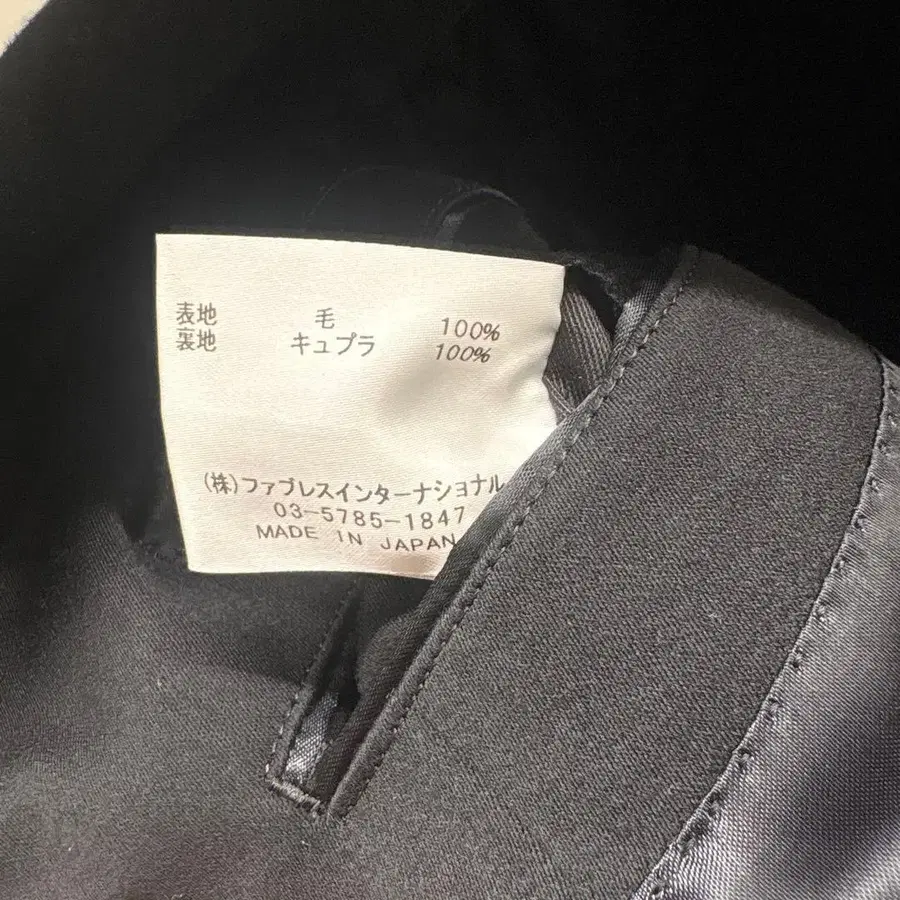 表地 毛 100%
裏地 キュプラ 100%
(株)ファブレスインターナショナル
03-5785-1847
MADE IN JAPAN